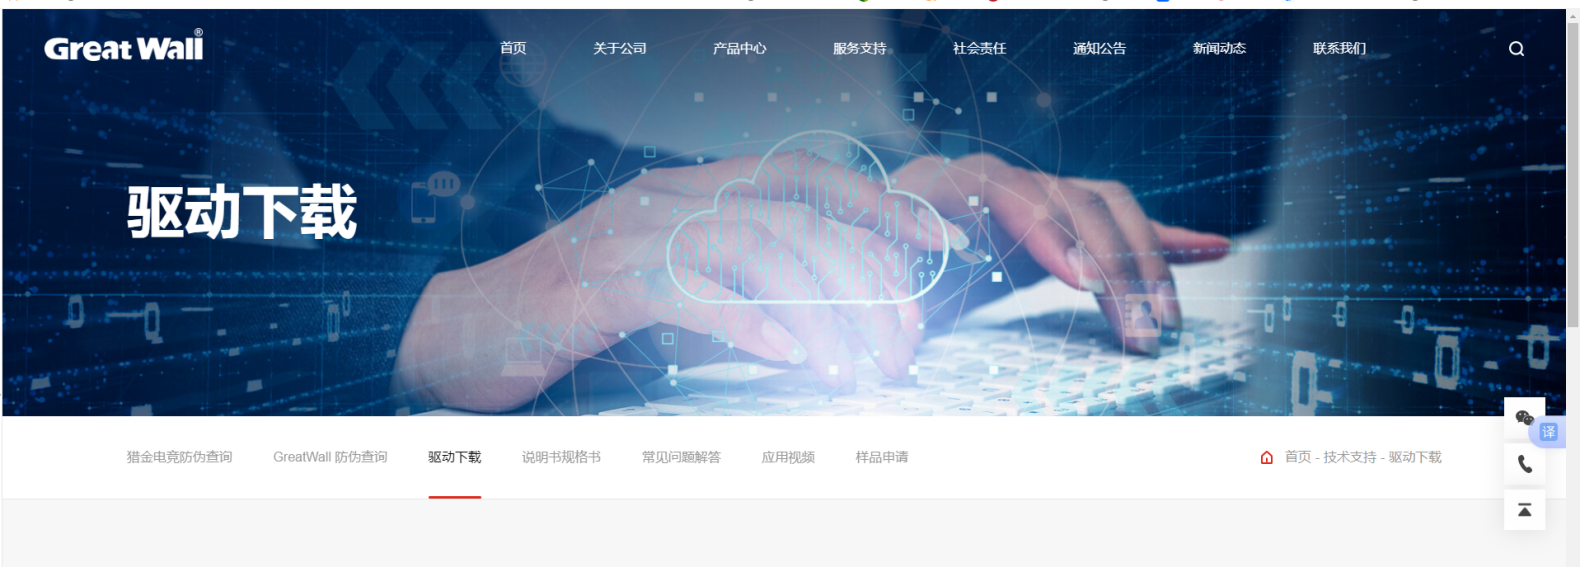 Great Wall®
首页 关于公司 产品中心 服务支持 社会责任 通知公告 新闻动态 联系我们
驱动下载
猎金电竞防伪查询 GreatWall 防伪查询 驱动下载 说明书规格书 常见问题解答 应用视频 样品申请 首页 - 技术支持 - 驱动下载
译